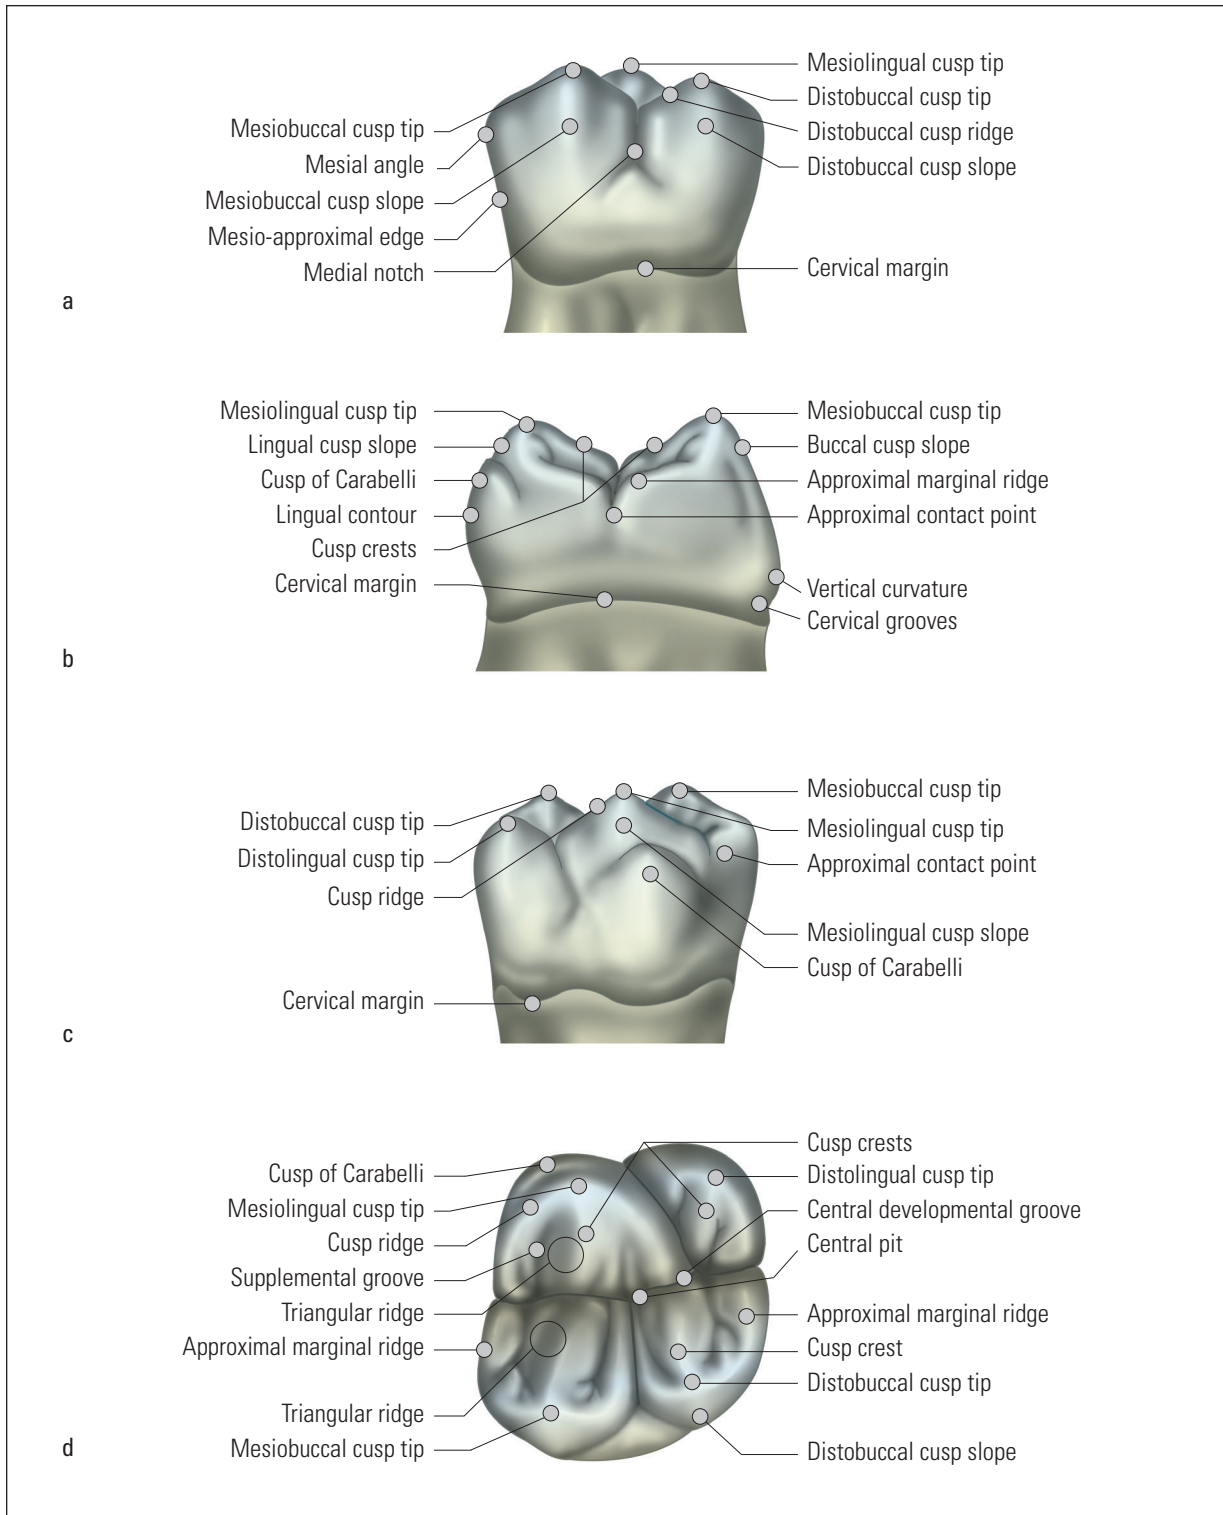 Mesiobuccal cusp tip
Mesial angle
Mesiobuccal cusp slope
Mesio-approximal edge
Medial notch
Mesiolingual cusp tip
Distobuccal cusp tip
Distobuccal cusp ridge
Distobuccal cusp slope
Cervical margin
a
Mesiolingual cusp tip
Lingual cusp slope
Cusp of Carabelli
Lingual contour
Cusp crests
Cervical margin
Mesiobuccal cusp tip
Buccal cusp slope
Approximal marginal ridge
Approximal contact point
Vertical curvature
Cervical grooves
b
Distobuccal cusp tip
Distolingual cusp tip
Cusp ridge
Cervical margin
Mesiobuccal cusp tip
Mesiolingual cusp tip
Approximal contact point
Mesiolingual cusp slope
Cusp of Carabelli
c
Cusp of Carabelli
Mesiolingual cusp tip
Cusp ridge
Supplemental groove
Triangular ridge
Approximal marginal ridge
Triangular ridge
Mesiobuccal cusp tip
Cusp crests
Distolingual cusp tip
Central developmental groove
Central pit
Approximal marginal ridge
Cusp crest
Distobuccal cusp tip
Distobuccal cusp slope
d